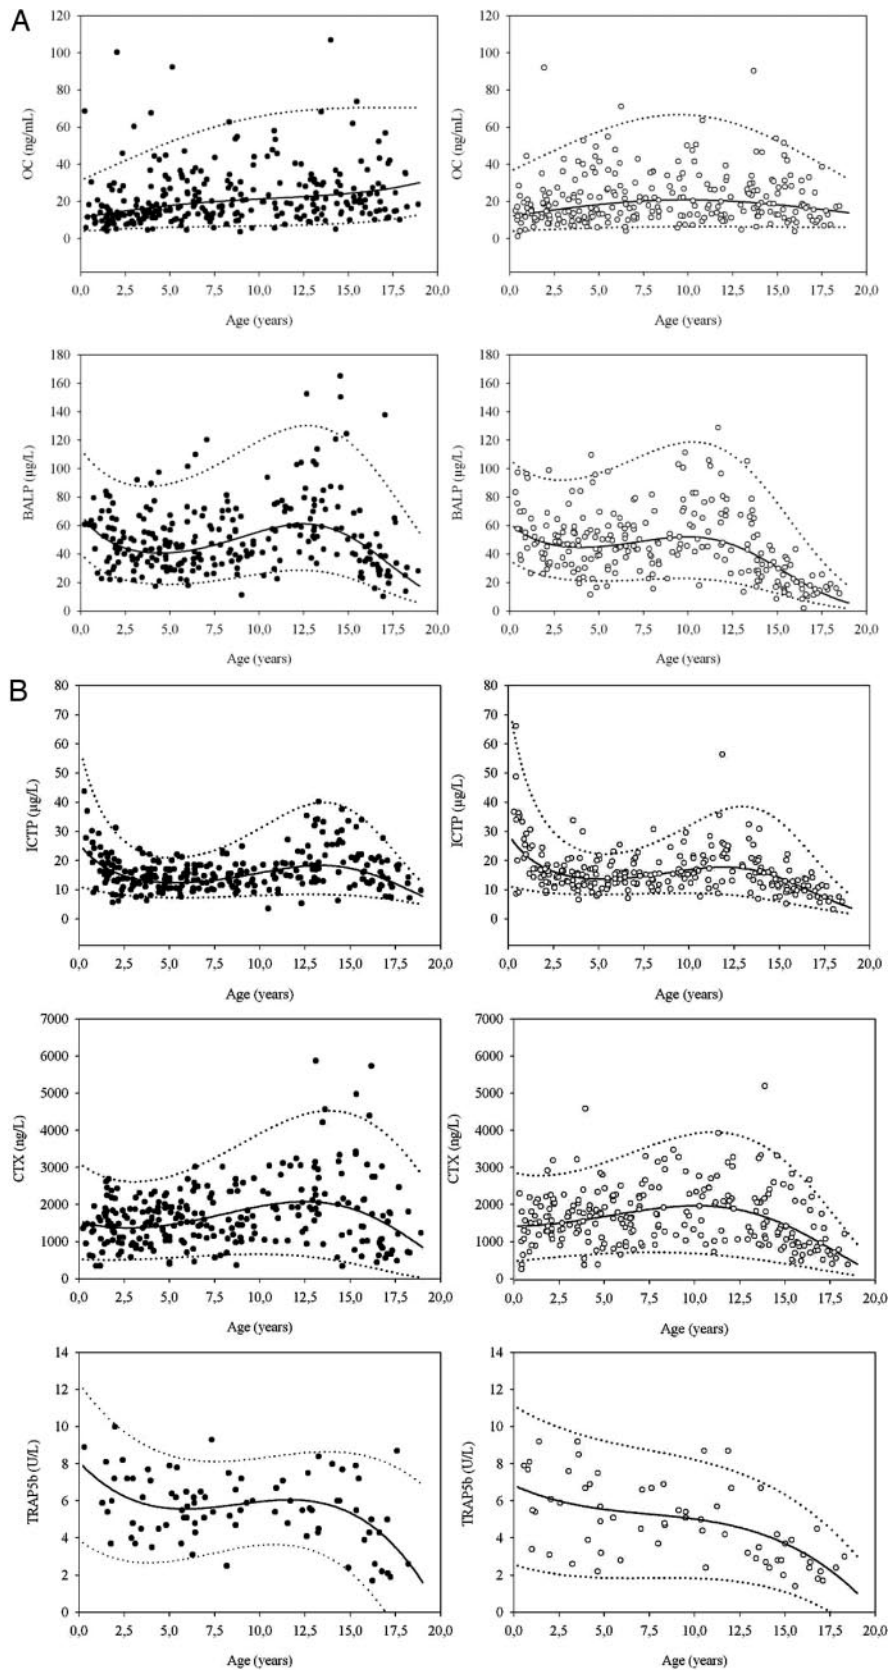 A
120
100
80
60
40
20
0
OC (ng/mL)
0,0 2,5 5,0 7,5 10,0 12,5 15,0 17,5 20,0
Age (years)
120
100
80
60
40
20
0
OC (ng/mL)
0,0 2,5 5,0 7,5 10,0 12,5 15,0 17,5 20,0
Age (years)
180
160
140
120
100
80
60
40
20
0
BALP (µg/L)
0,0 2,5 5,0 7,5 10,0 12,5 15,0 17,5 20,0
Age (years)
180
160
140
120
100
80
60
40
20
0
BALP (µg/L)
0,0 2,5 5,0 7,5 10,0 12,5 15,0 17,5 20,0
Age (years)
B
80
70
60
50
40
30
20
10
0
ICTP (µg/L)
0,0 2,5 5,0 7,5 10,0 12,5 15,0 17,5 20,0
Age (years)
80
70
60
50
40
30
20
10
0
ICTP (µg/L)
0,0 2,5 5,0 7,5 10,0 12,5 15,0 17,5 20,0
Age (years)
7000
6000
5000
4000
3000
2000
1000
0
CTX (ng/L)
0,0 2,5 5,0 7,5 10,0 12,5 15,0 17,5 20,0
Age (years)
7000
6000
5000
4000
3000
2000
1000
0
CTX (ng/L)
0,0 2,5 5,0 7,5 10,0 12,5 15,0 17,5 20,0
Age (years)
14
12
10
8
6
4
2
0
TRAP5b (U/L)
0,0 2,5 5,0 7,5 10,0 12,5 15,0 17,5 20,0
Age (years)
14
12
10
8
6
4
2
0
TRAP5b (U/L)
0,0 2,5 5,0 7,5 10,0 12,5 15,0 17,5 20,0
Age (years)